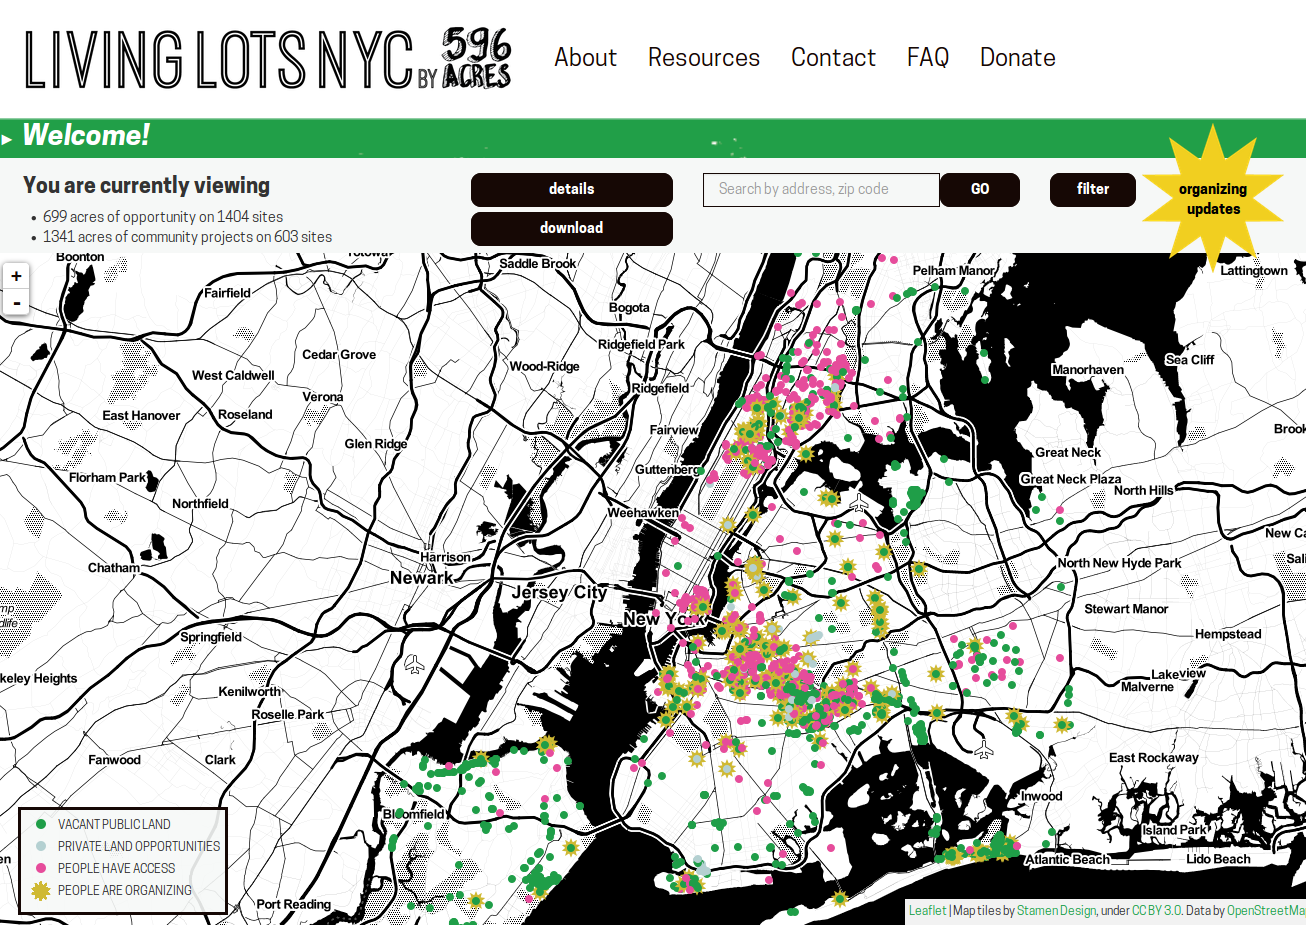 LIVING LOTS NYC BY 596 ACRES
About Resources Contact FAQ Donate
Welcome!
You are currently viewing
699 acres of opportunity on 1404 sites
1341 acres of community projects on 603 sites
details
download
Search by address, zip code
GO
filter
organizing
updates
+
-
Boonton
Saddle Brook
Pelham Manor
Lattingtown
Fairfield
Bogota
Ridgefield Park
Cedar Grove
Wood-Ridge
Sea Cliff
Manorhaven
West Caldwell
Ridgefield
Verona
East Hanover
Roseland
Fairview
Glen Ridge
Great Neck
Guttenberg
Florham Park
Great Neck Plaza
North Hills
Northfield
Weehawken
Harrison
Chatham
North New Hyde Park
Newark
Jersey City
New York
Stewart Manor
Springfield
Hempstead
keley Heights
Lakeview
Malverne
Kenilworth
Roselle Park
Fanwood
Clark
East Rockaway
Inwood
Bloomfield
Island Park
Atlantic Beach
Lido Beach
Port Reading
VACANT PUBLIC LAND
PRIVATE LAND OPPORTUNITIES
PEOPLE HAVE ACCESS
PEOPLE ARE ORGANIZING
Leaflet | Map tiles by Stamen Design, under CC BY 3.0. Data by OpenStreetMa